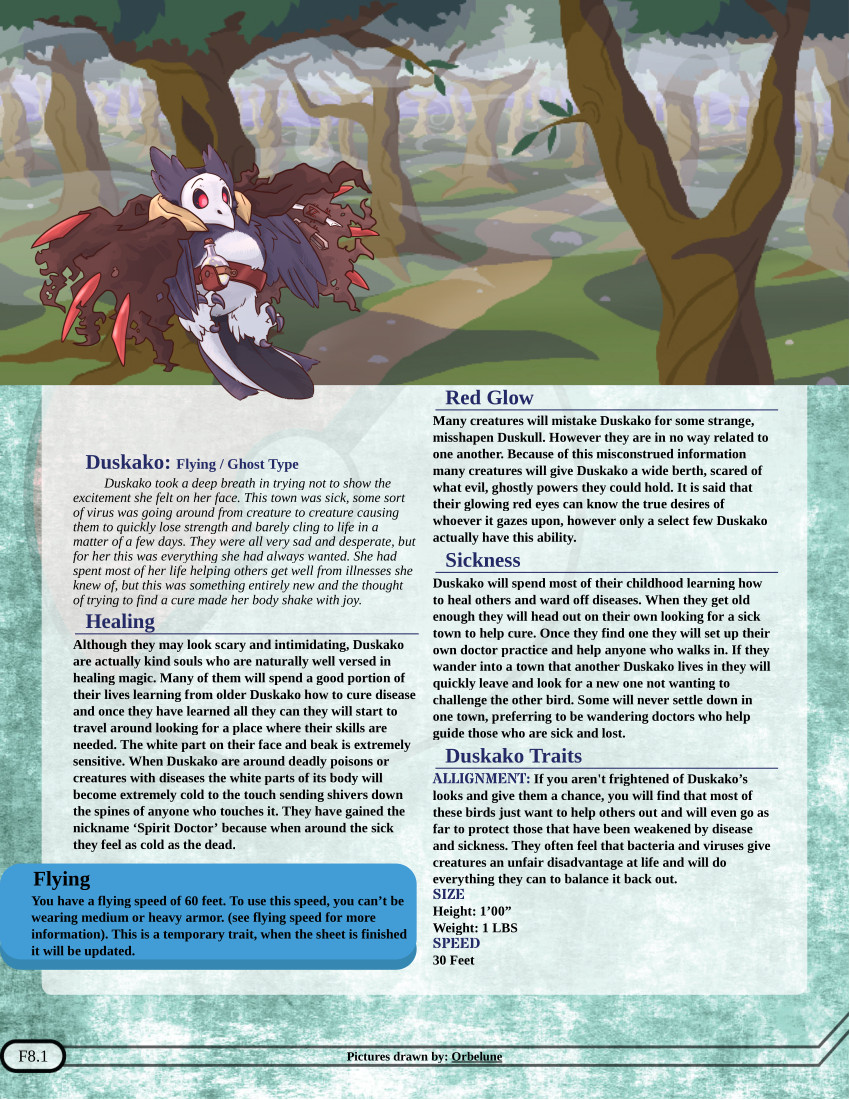 Duskako: Flying / Ghost Type
Duskako took a deep breath in trying not to show the
excitement she felt on her face. This town was sick, some sort
of virus was going around from creature to creature causing
them to quickly lose strength and barely cling to life in a
matter of a few days. They were all very sad and desperate, but
for her this was everything she had always wanted. She had
spent most of her life helping others get well from illnesses she
knew of, but this was something entirely new and the thought
of trying to find a cure made her body shake with joy.
Healing
Although they may look scary and intimidating, Duskako
are actually kind souls who are naturally well versed in
healing magic. Many of them will spend a good portion of
their lives learning from older Duskako how to cure disease
and once they have learned all they can they will start to
travel around looking for a place where their skills are
needed. The white part on their face and beak is extremely
sensitive. When Duskako are around deadly poisons or
creatures with diseases the white parts of its body will
become extremely cold to the touch sending shivers down
the spines of anyone who touches it. They have gained the
nickname ‘Spirit Doctor’ because when around the sick
they feel as cold as the dead.
Flying
You have a flying speed of 60 feet. To use this speed, you can’t be
wearing medium or heavy armor. (see flying speed for more
information). This is a temporary trait, when the sheet is finished
it will be updated.
Red Glow
Many creatures will mistake Duskako for some strange,
misshapen Duskull. However they are in no way related to
one another. Because of this misconstrued information
many creatures will give Duskako a wide berth, scared of
what evil, ghostly powers they could hold. It is said that
their glowing red eyes can know the true desires of
whoever it gazes upon, however only a select few Duskako
actually have this ability.
Sickness
Duskako will spend most of their childhood learning how
to heal others and ward off diseases. When they get old
enough they will head out on their own looking for a sick
town to help cure. Once they find one they will set up their
own doctor practice and help anyone who walks in. If they
wander into a town that another Duskako lives in they will
quickly leave and look for a new one not wanting to
challenge the other bird. Some will never settle down in
one town, preferring to be wandering doctors who help
guide those who are sick and lost.
Duskako Traits
ALLIGNMENT: If you aren't frightened of Duskako’s
looks and give them a chance, you will find that most of
these birds just want to help others out and will even go as
far to protect those that have been weakened by disease
and sickness. They often feel that bacteria and viruses give
creatures an unfair disadvantage at life and will do
everything they can to balance it back out.
SIZE
Height: 1’00”
Weight: 1 LBS
SPEED
30 Feet
F8.1
Pictures drawn by: Orbelune